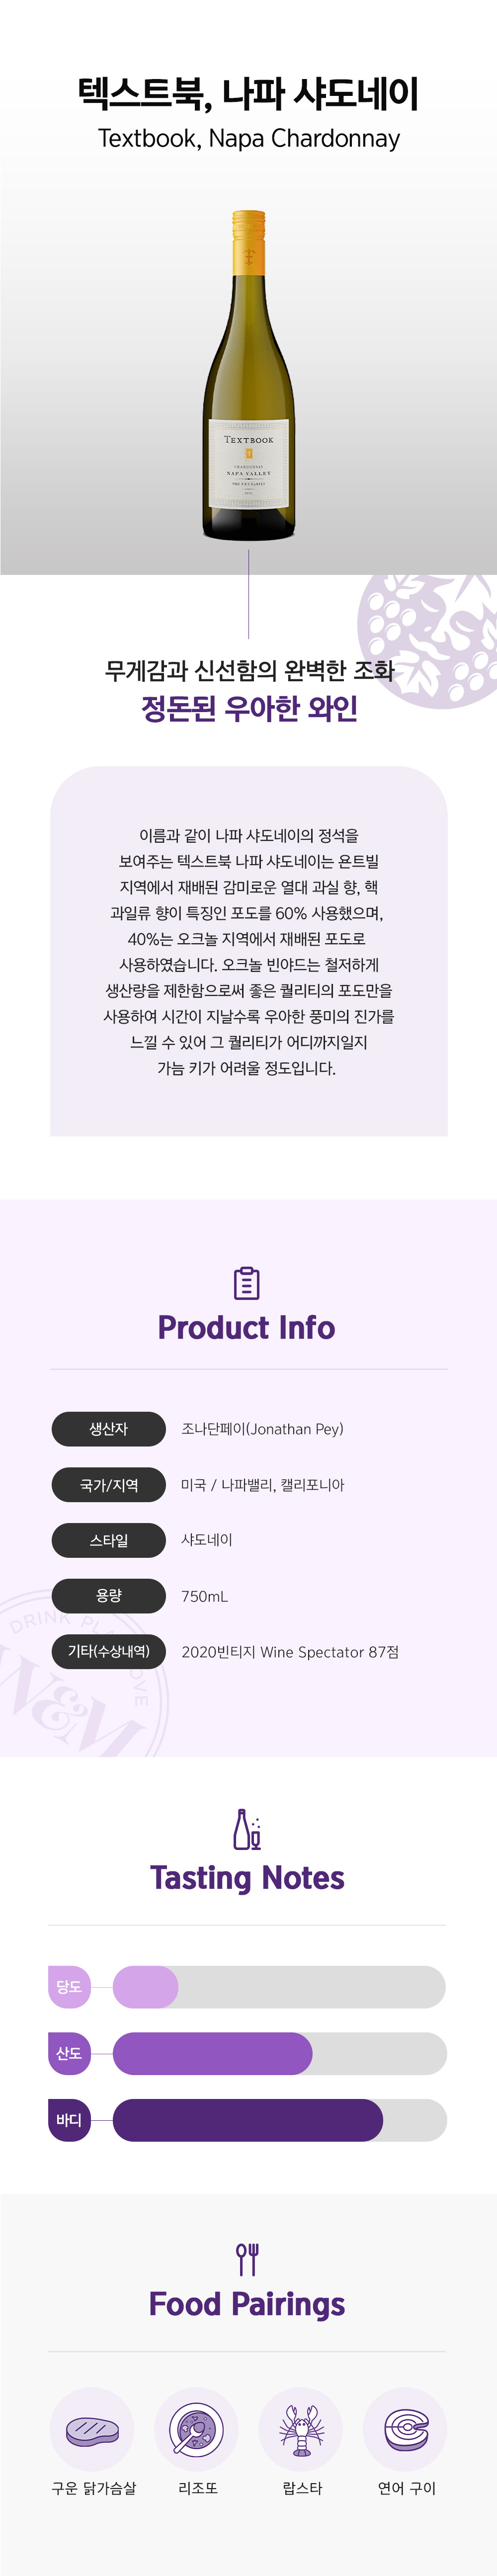 텍스트북, 나파 샤도네이
Textbook, Napa Chardonnay
TEXTBOOK
CHARDONNAY
NAPA VALLEY
무게감과 신선함의 완벽한 조화
정돈된 우아한 와인
이름과 같이 나파 샤도네이의 정석을
보여주는 텍스트북 나파 샤도네이는 욘트빌
지역에서 재배된 감미로운 열대 과실 향, 핵
과일류 향이 특징인 포도를 60% 사용했으며,
40%는 오크놀 지역에서 재배된 포도로
사용하였습니다. 오크놀 빈야드는 철저하게
생산량을 제한함으로써 좋은 퀄리티의 포도만을
사용하여 시간이 지날수록 우아한 풍미의 진가를
느낄 수 있어 그 퀄리티가 어디까지일지
가늠 키가 어려울 정도입니다.
Product Info
생산자 조나단페이(Jonathan Pey)
국가/지역 미국 / 나파밸리, 캘리포니아
스타일 샤도네이
용량 750mL
기타(수상내역) 2020빈티지 Wine Spectator 87점
DRINK
W&M
Tasting Notes
당도
산도
바디
Food Pairings
구운 닭가슴살 리조또 랍스타 연어 구이